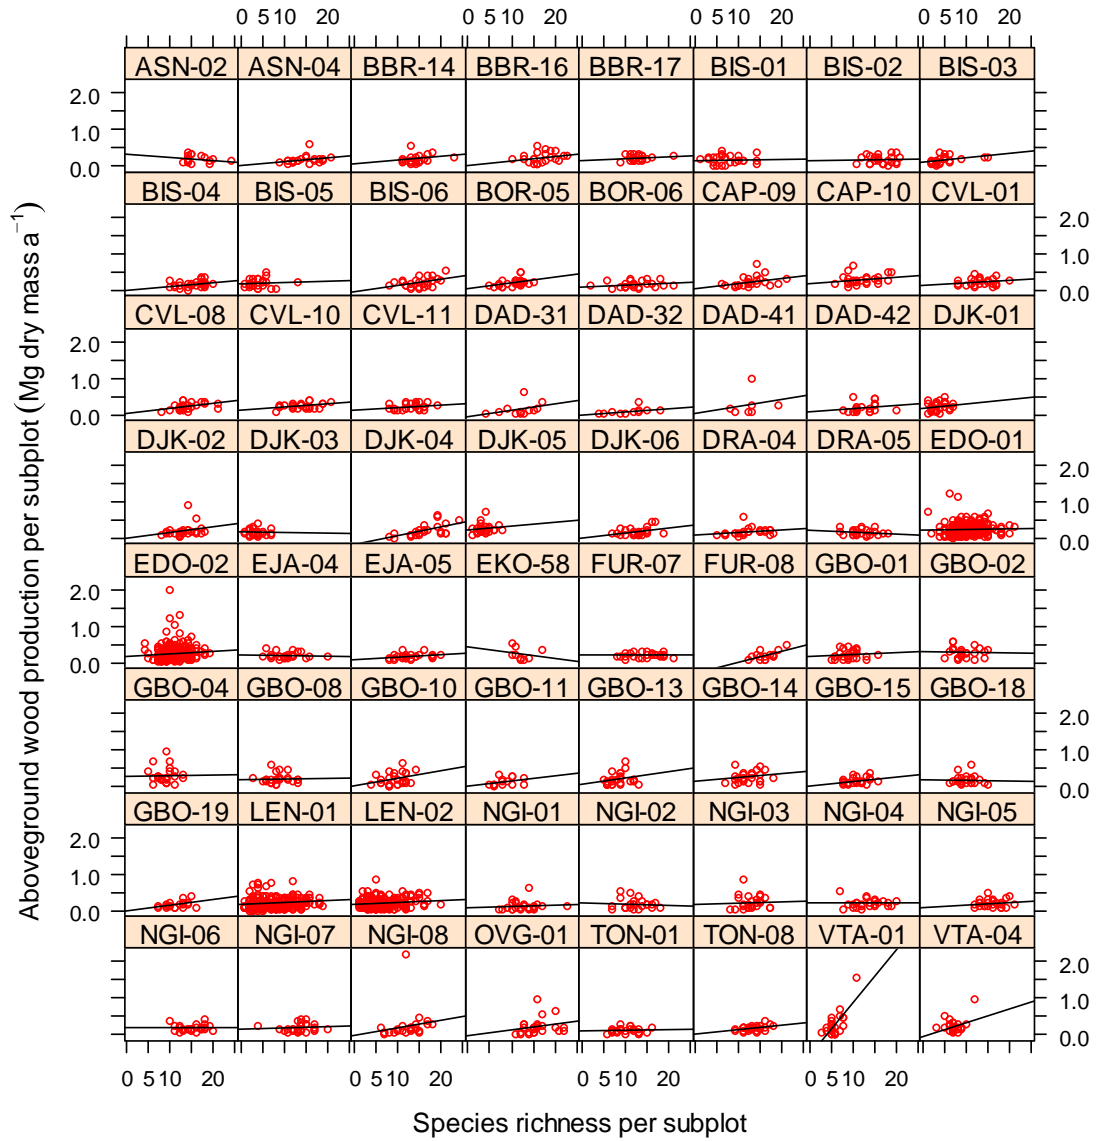 0 5 10 20 0 5 10 20 0 5 10 20 0 5 10 20
ASN-02 ASN-04 BBR-14 BBR-16 BBR-17 BIS-01 BIS-02 BIS-03
2.0
1.0
0.0
BIS-04 BIS-05 BIS-06 BOR-05 BOR-06 CAP-09 CAP-10 CVL-01
2.0
1.0
0.0
CVL-08 CVL-10 CVL-11 DAD-31 DAD-32 DAD-41 DAD-42 DJK-01
2.0
1.0
0.0
DJK-02 DJK-03 DJK-04 DJK-05 DJK-06 DRA-04 DRA-05 EDO-01
2.0
1.0
0.0
EDO-02 EJA-04 EJA-05 EKO-58 FUR-07 FUR-08 GBO-01 GBO-02
2.0
1.0
0.0
GBO-04 GBO-08 GBO-10 GBO-11 GBO-13 GBO-14 GBO-15 GBO-18
2.0
1.0
0.0
GBO-19 LEN-01 LEN-02 NGI-01 NGI-02 NGI-03 NGI-04 NGI-05
2.0
1.0
0.0
NGI-06 NGI-07 NGI-08 OVG-01 TON-01 TON-08 VTA-01 VTA-04
2.0
1.0
0.0
0 5 10 20 0 5 10 20 0 5 10 20 0 5 10 20
Species richness per subplot
Aboveground wood production per subplot (Mg dry mass a⁻¹)